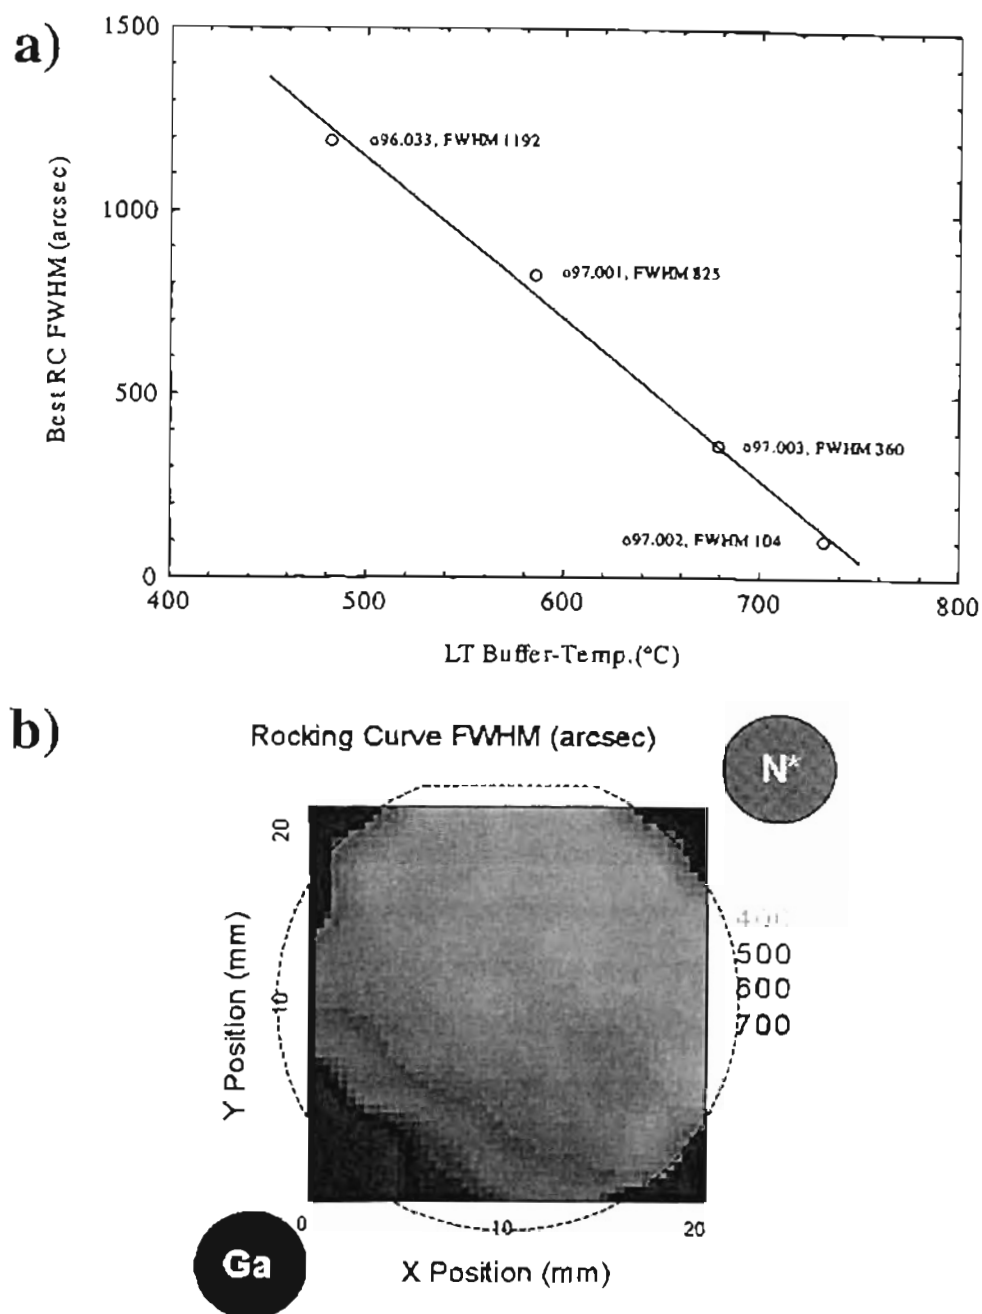 a)
1500
1000
500
0
Best RC FWHM (arcsec)
o96.033, FWHM 1192
o97.001, FWHM 825
o97.003, FWHM 360
o97.002, FWHM 104
400
500
600
700
800
LT Buffer-Temp.(°C)
b)
Rocking Curve FWHM (arcsec)
N*
20
10
Y Position (mm)
400
500
600
700
0
10
20
X Position (mm)
Ga